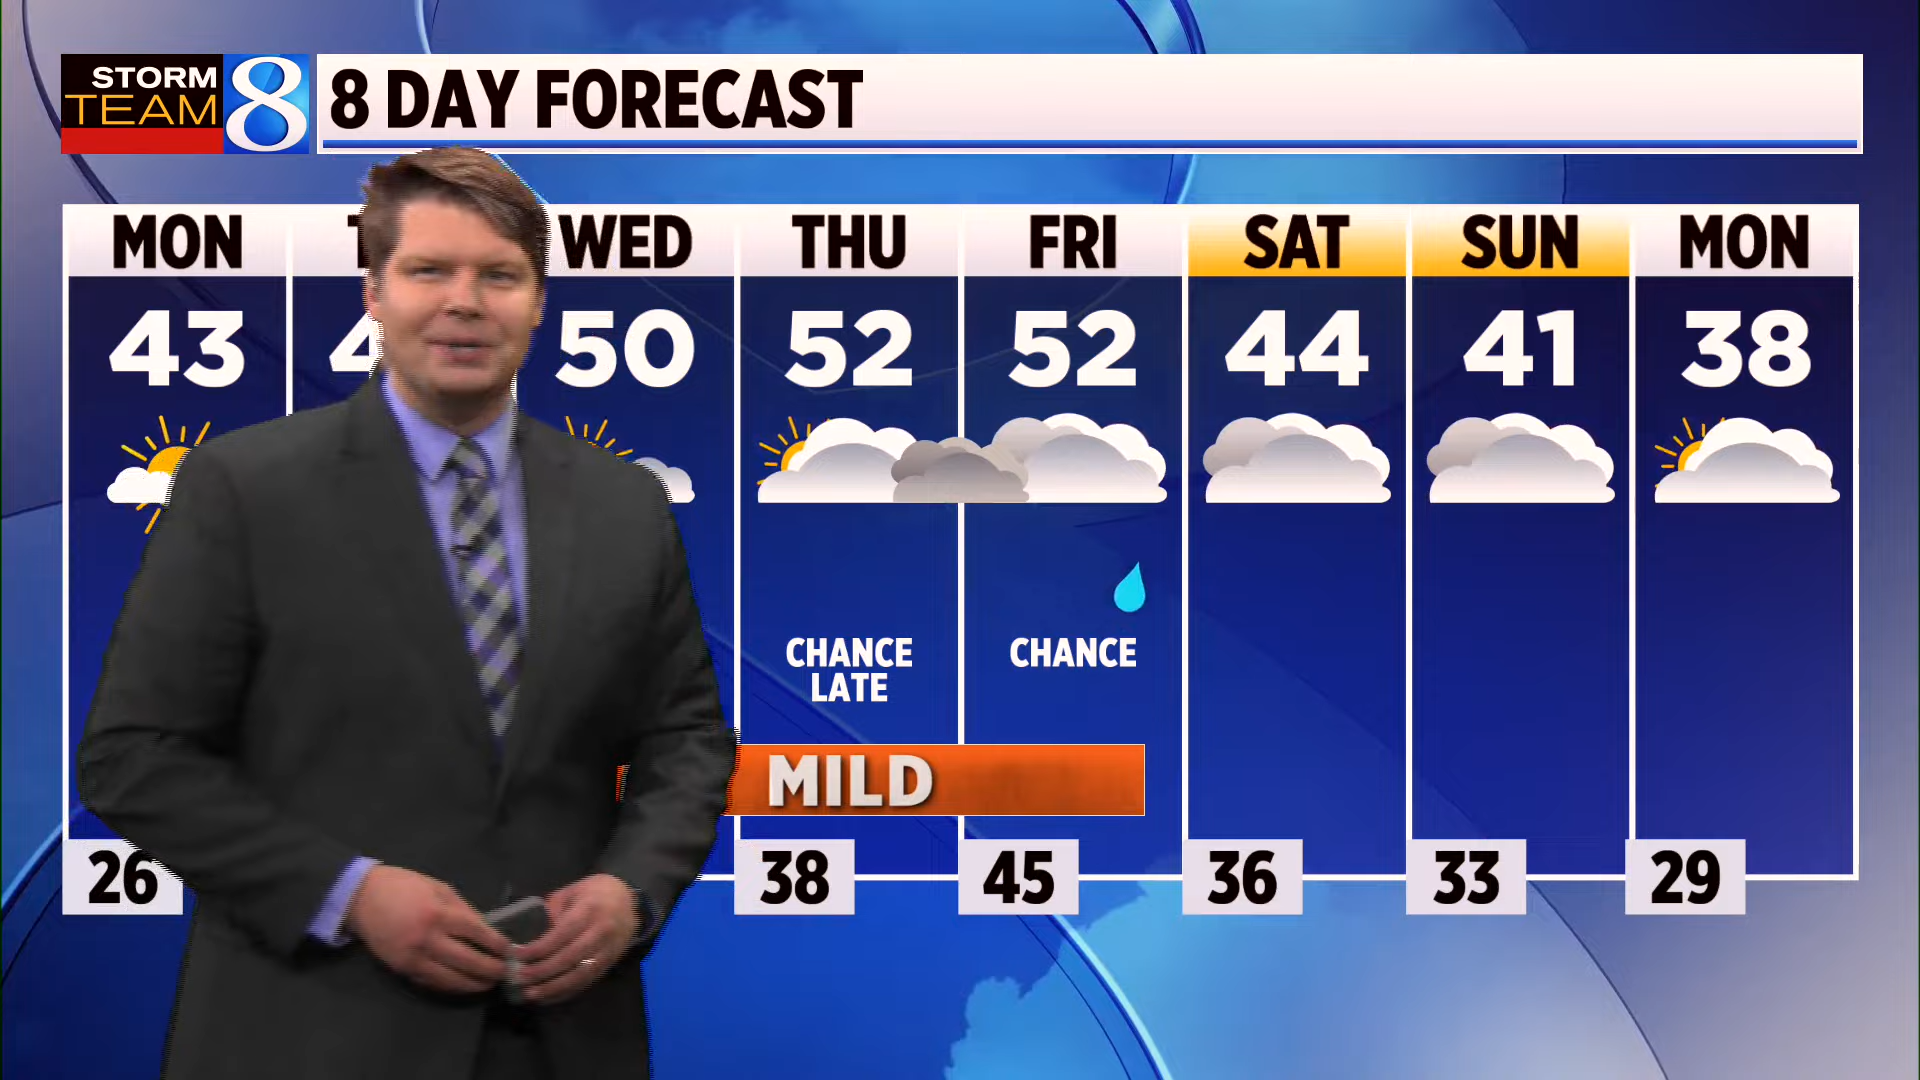 STORM
TEAM
8
8 DAY FORECAST
MON WED THU FRI SAT SUN MON
43 50 52 52 44 41 38
CHANCE
LATE
CHANCE
MILD
26 38 45 36 33 29